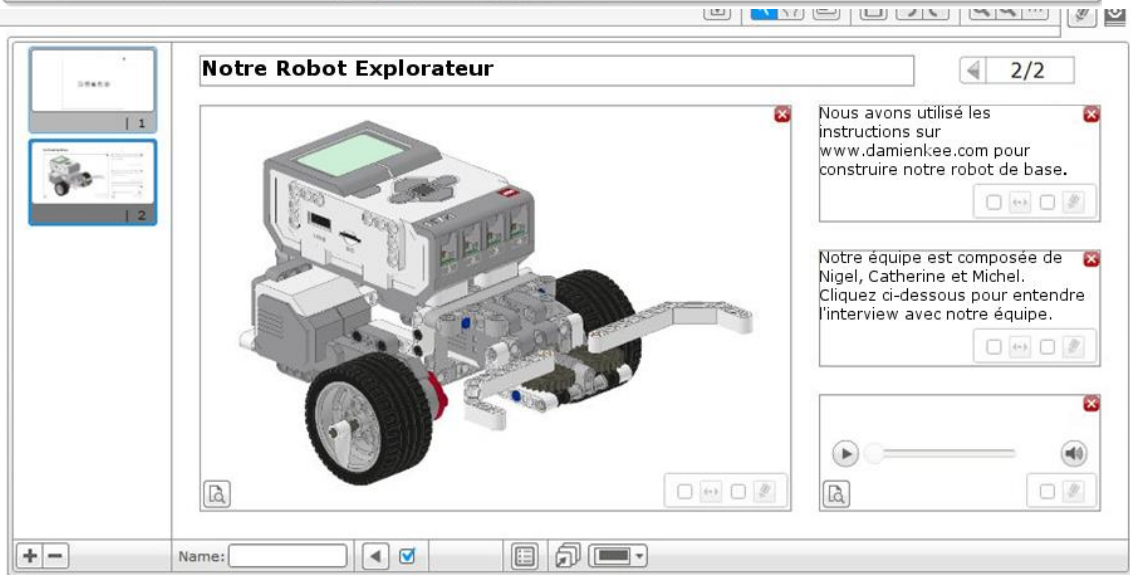 Notre Robot Explorateur
2/2
Nous avons utilisé les
instructions sur
www.damienkee.com pour
construire notre robot de base.
Notre équipe est composée de
Nigel, Catherine et Michel.
Cliquez ci-dessous pour entendre
l'interview avec notre équipe.
1
2
Name: